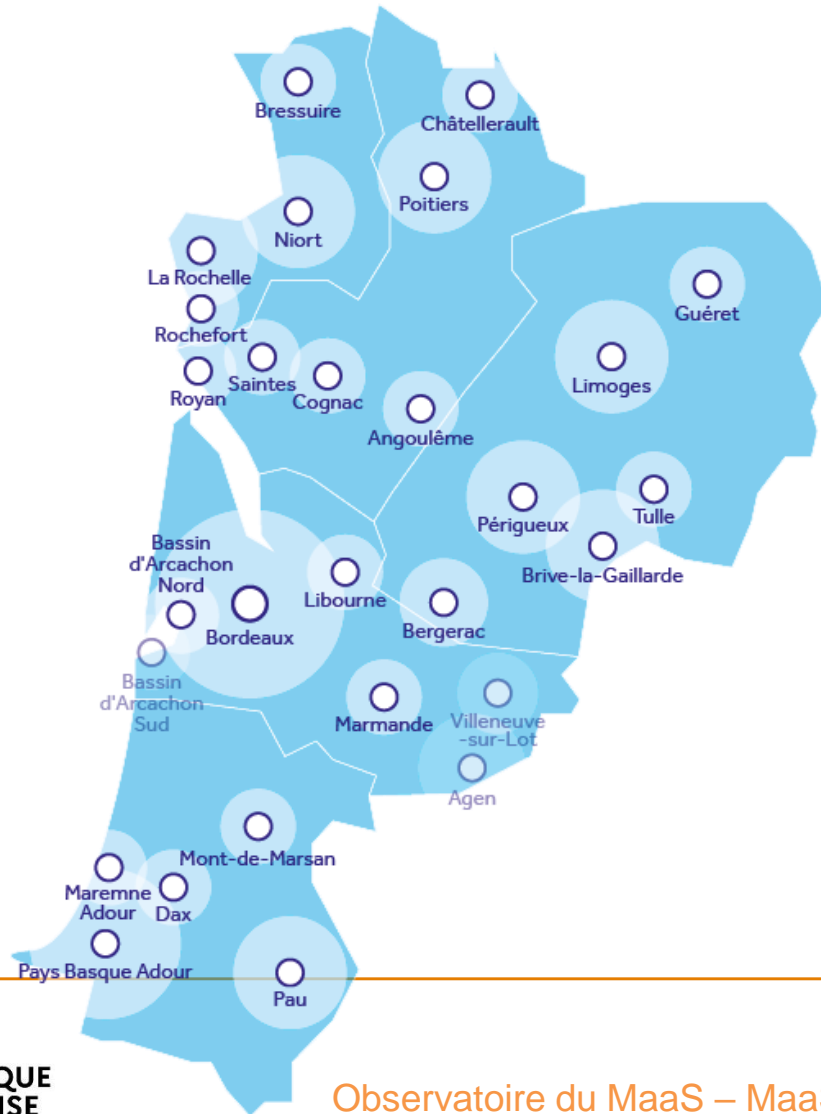 Bressuire
Châtellerault
Poitiers
Niort
La Rochelle
Guéret
Rochefort
Limoges
Saintes
Royan
Cognac
Angoulême
Périgueux
Tulle
Bassin
d'Arcachon
Nord
Brive-la-Gaillarde
Libourne
Bordeaux
Bergerac
Bassin
d'Arcachon
Sud
Marmande
Villeneuve
-sur-Lot
Agen
Mont-de-Marsan
Maremne
Adour
Dax
Pays Basque Adour
Pau
QUE
ISE
Observatoire du MaaS – Maa